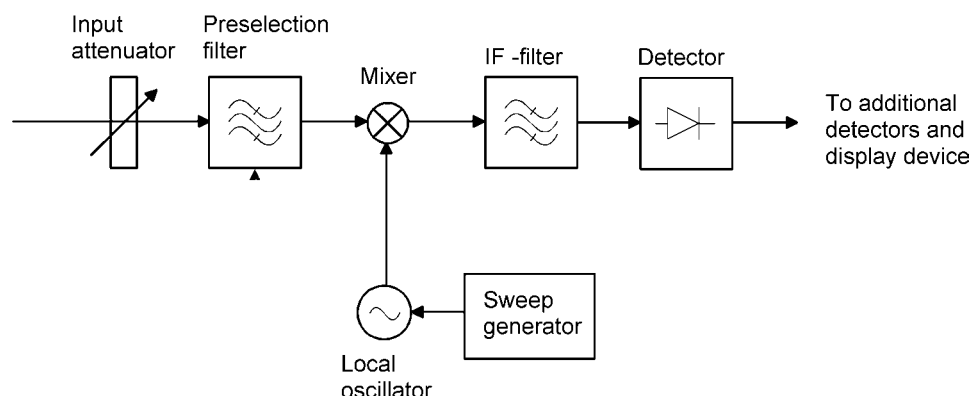 Input
attenuator
Preselection
filter
Mixer
IF -filter
Detector
To additional
detectors and
display device
Sweep
generator
Local
oscillator